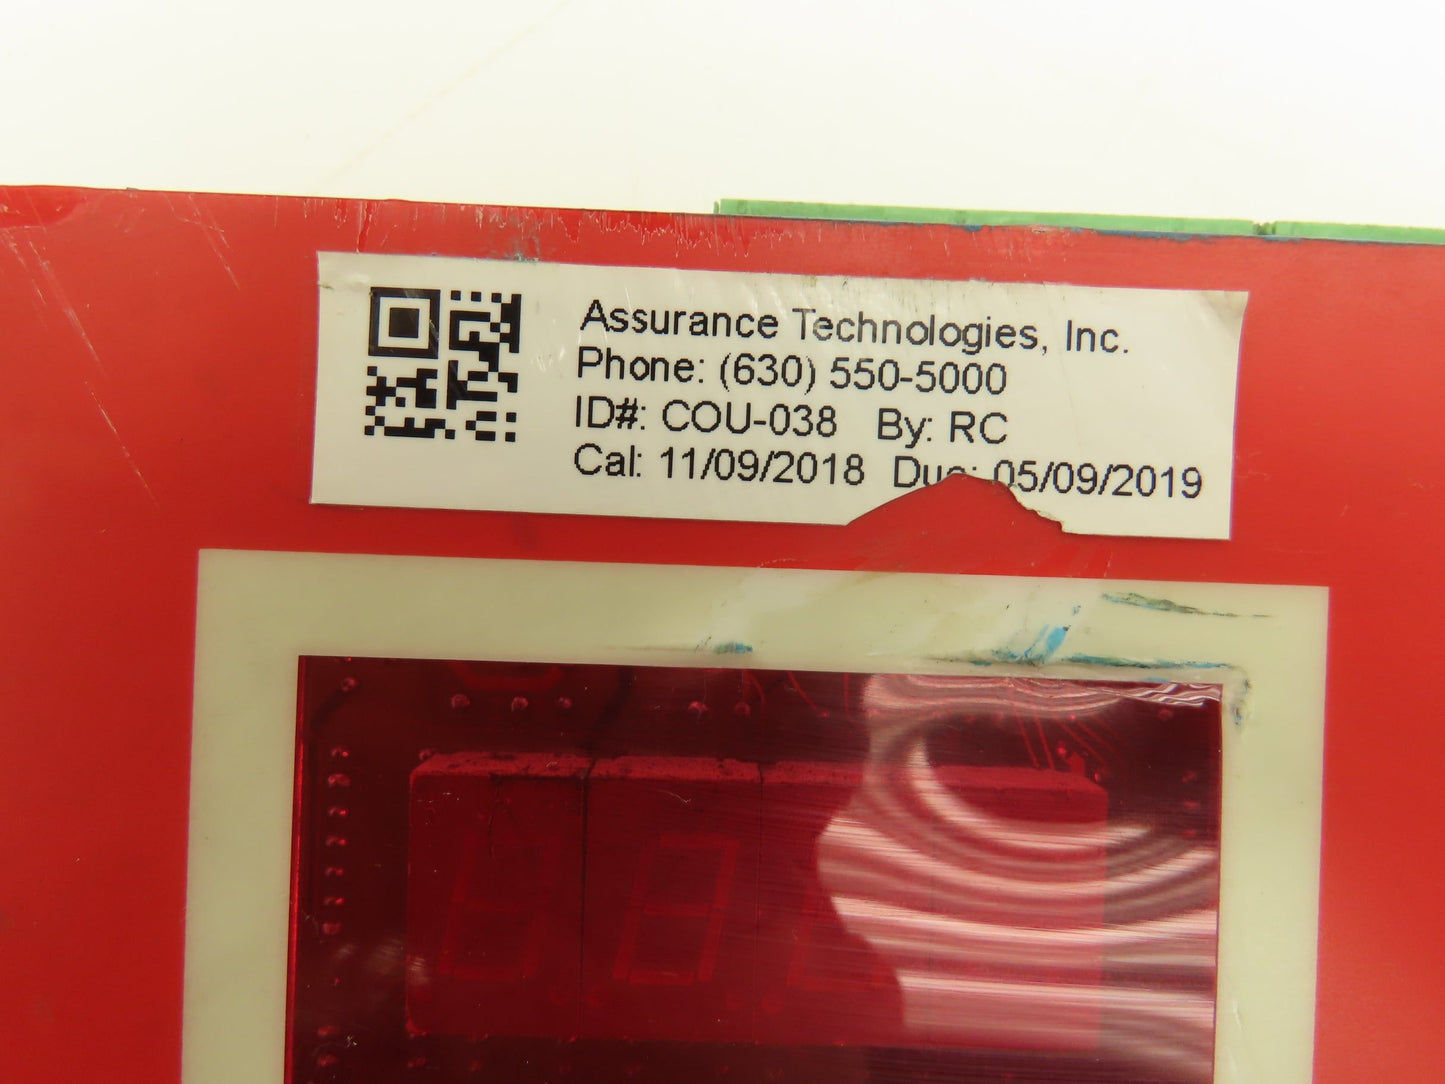 Assurance Technologies, Inc.
Phone: (630) 550-5000
ID#: COU-038 By: RC
Cal: 11/09/2018 Due: 05/09/2019